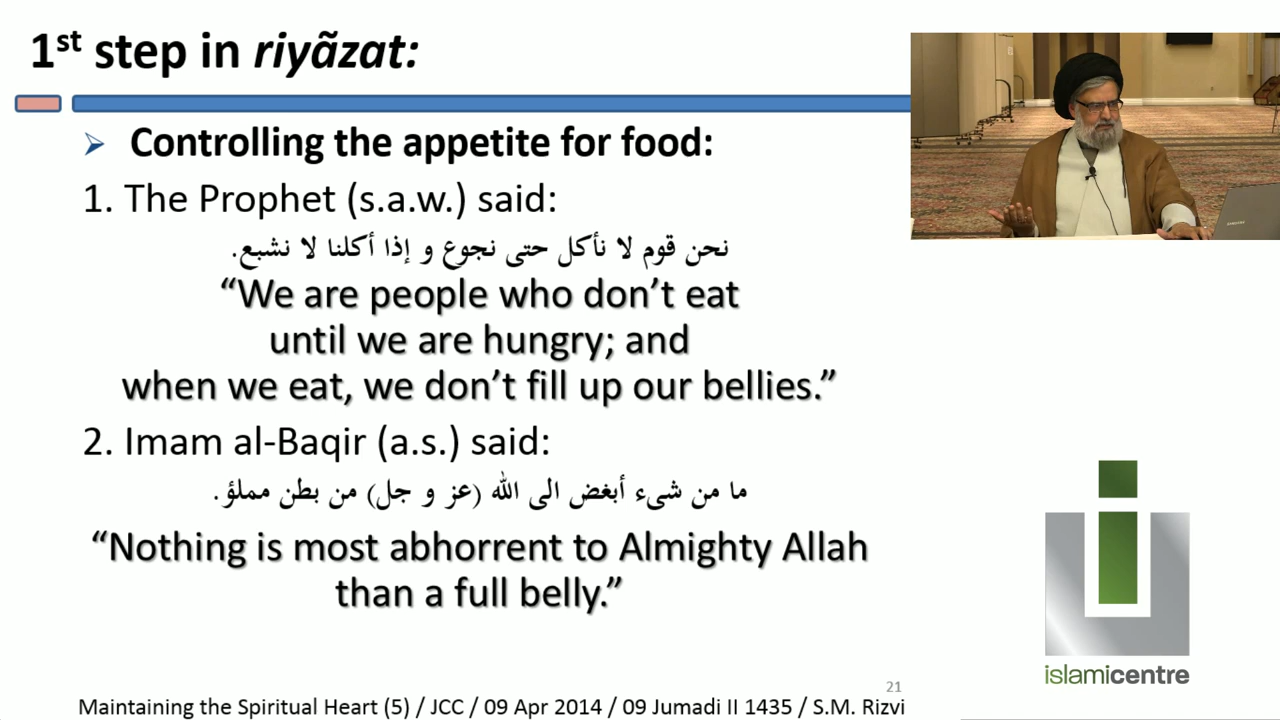 1st step in riyãzat:
➢ Controlling the appetite for food:
1. The Prophet (s.a.w.) said:
نحن قوم لا نأكل حتى نجوع و إذا أكلنا لا نشبع.
“We are people who don’t eat
until we are hungry; and
when we eat, we don’t fill up our bellies.”
2. Imam al-Baqir (a.s.) said:
ما من شىء أبغض الى الله (عز و جل) من بطن مملؤ.
“Nothing is most abhorrent to Almighty Allah
than a full belly.”
21
Maintaining the Spiritual Heart (5) / JCC / 09 Apr 2014 / 09 Jumadi II 1435 / S.M. Rizvi
islamicentre
SAMSUNG